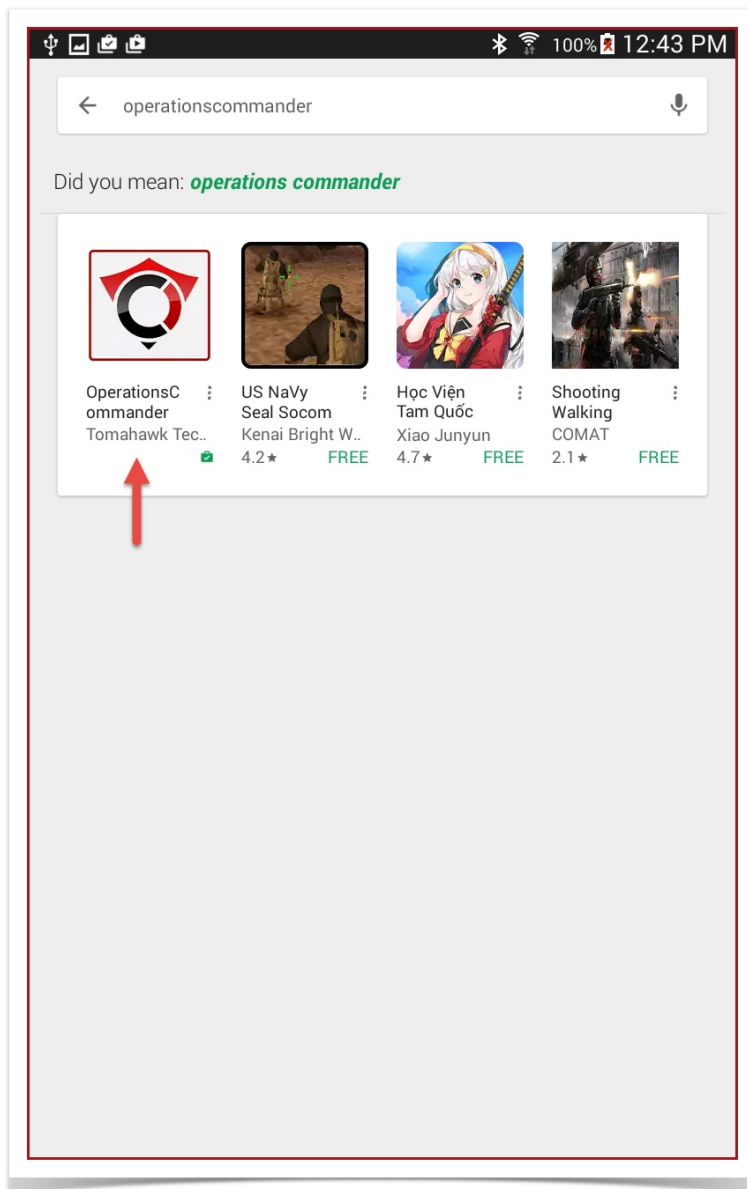 100% 12:43 PM
operationscommander
Did you mean: operations commander
OperationsC
ommander
Tomahawk Tec..
US NaVy
Seal Socom
Kenai Bright W..
4.2★ FREE
Học Viện
Tam Quốc
Xiao Junyun
4.7★ FREE
Shooting
Walking
COMAT
2.1★ FREE